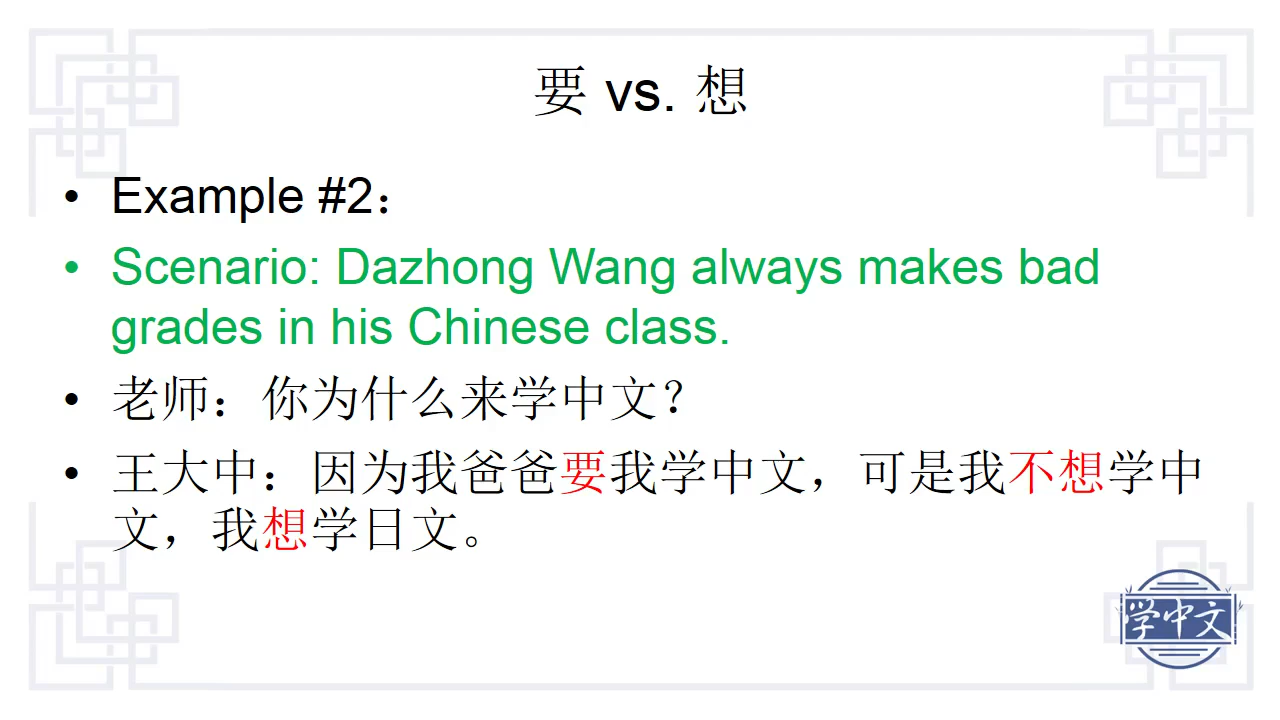 要 vs. 想
• Example #2：
• Scenario: Dazhong Wang always makes bad
grades in his Chinese class.
• 老师：你为什么来学中文？
• 王大中：因为我爸爸要我学中文，可是我不想学中
文，我想学日文。
学中文